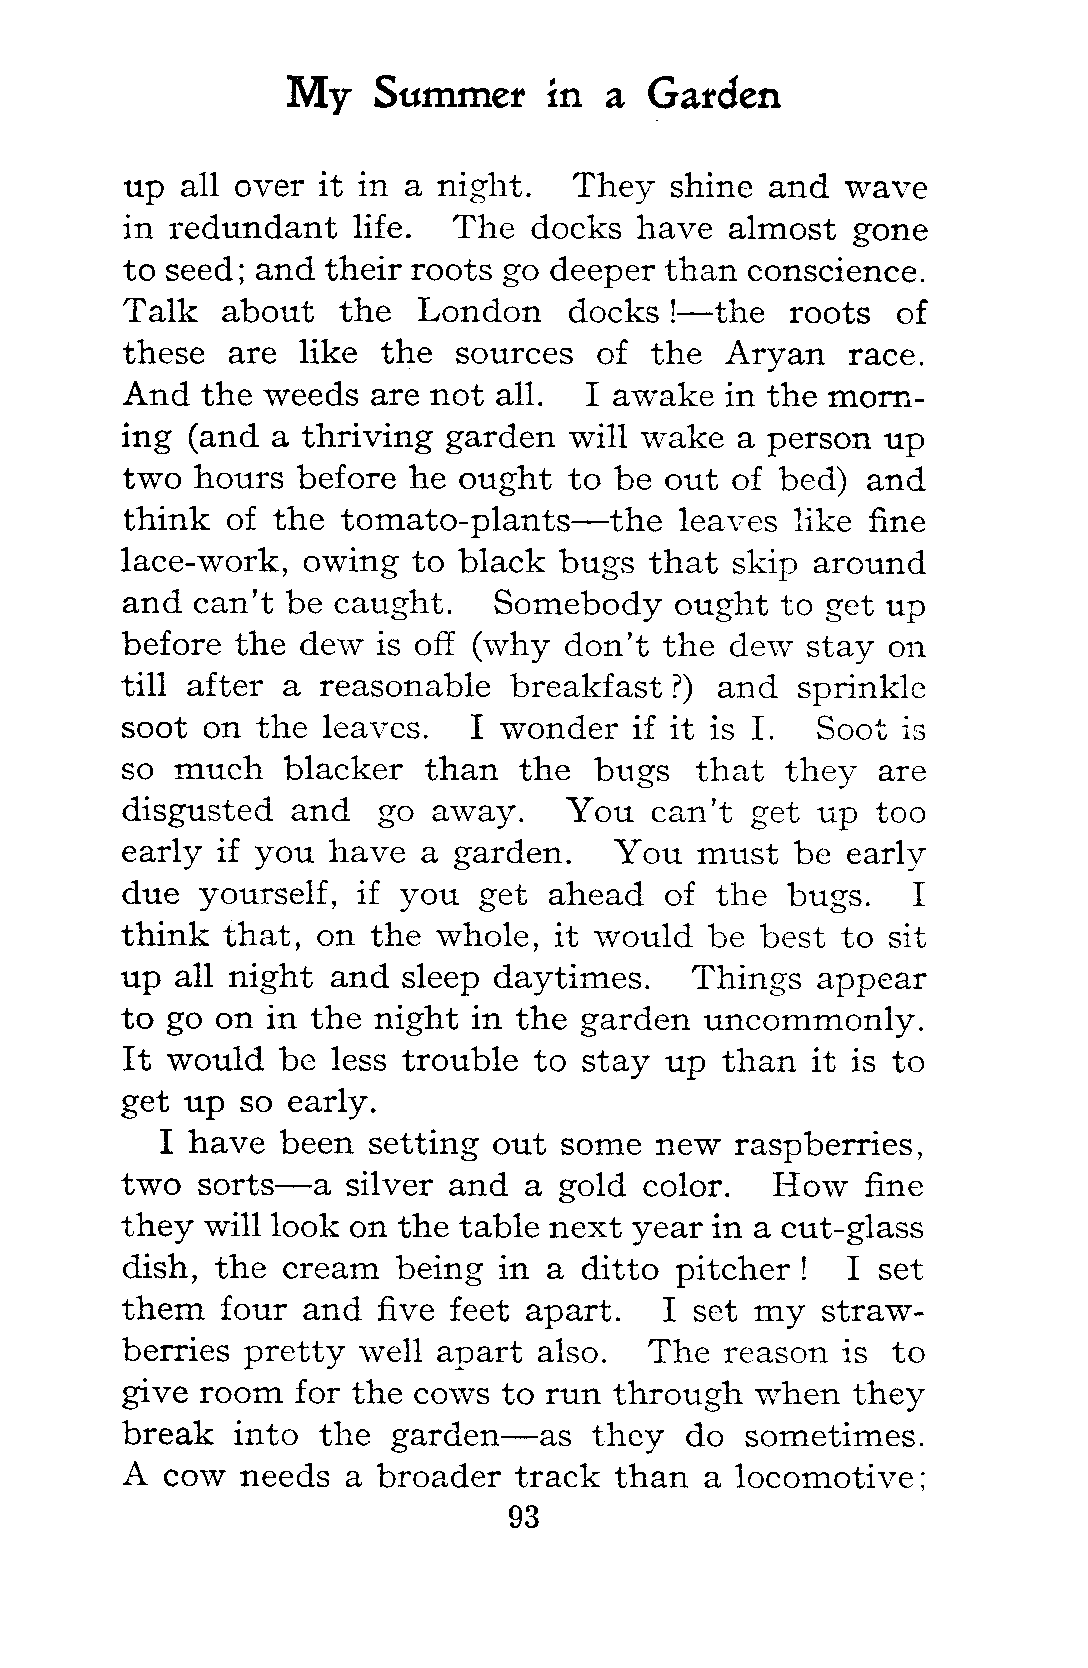 My Summer in a Garden
up all over it in a night. They shine and wave
in redundant life. The docks have almost gone
to seed; and their roots go deeper than conscience.
Talk about the London docks!—the roots of
these are like the sources of the Aryan race.
And the weeds are not all. I awake in the morn-
ing (and a thriving garden will wake a person up
two hours before he ought to be out of bed) and
think of the tomato-plants—the leaves like fine
lace-work, owing to black bugs that skip around
and can't be caught. Somebody ought to get up
before the dew is off (why don't the dew stay on
till after a reasonable breakfast?) and sprinkle
soot on the leaves. I wonder if it is I. Soot is
so much blacker than the bugs that they are
disgusted and go away. You can't get up too
early if you have a garden. You must be early
due yourself, if you get ahead of the bugs. I
think that, on the whole, it would be best to sit
up all night and sleep daytimes. Things appear
to go on in the night in the garden uncommonly.
It would be less trouble to stay up than it is to
get up so early.
I have been setting out some new raspberries,
two sorts—a silver and a gold color. How fine
they will look on the table next year in a cut-glass
dish, the cream being in a ditto pitcher! I set
them four and five feet apart. I set my straw-
berries pretty well apart also. The reason is to
give room for the cows to run through when they
break into the garden—as they do sometimes.
A cow needs a broader track than a locomotive;
93